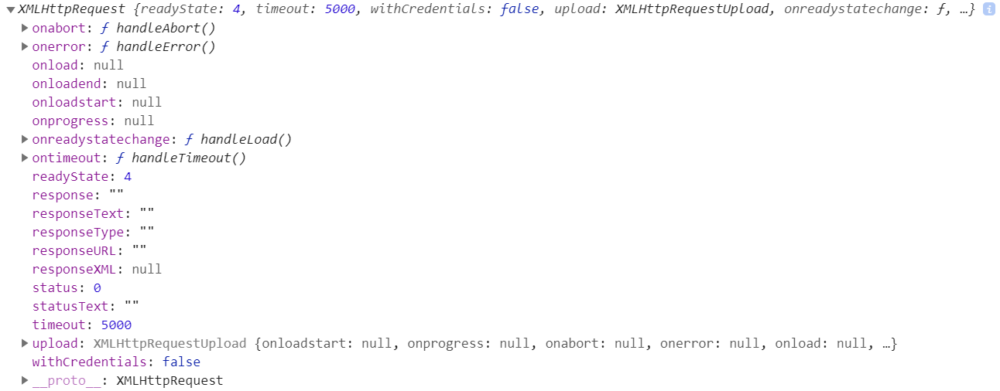 XMLHttpRequest {readyState: 4, timeout: 5000, withCredentials: false, upload: XMLHttpRequestUpload, onreadystatechange: ƒ, …} i
onabort: ƒ handleAbort()
onerror: ƒ handleError()
onload: null
onloadend: null
onloadstart: null
onprogress: null
onreadystatechange: ƒ handleLoad()
ontimeout: ƒ handleTimeout()
readyState: 4
response: ""
responseText: ""
responseType: ""
responseURL: ""
responseXML: null
status: 0
statusText: ""
timeout: 5000
upload: XMLHttpRequestUpload {onloadstart: null, onprogress: null, onabort: null, onerror: null, onload: null, …}
withCredentials: false
__proto__: XMLHttpRequest